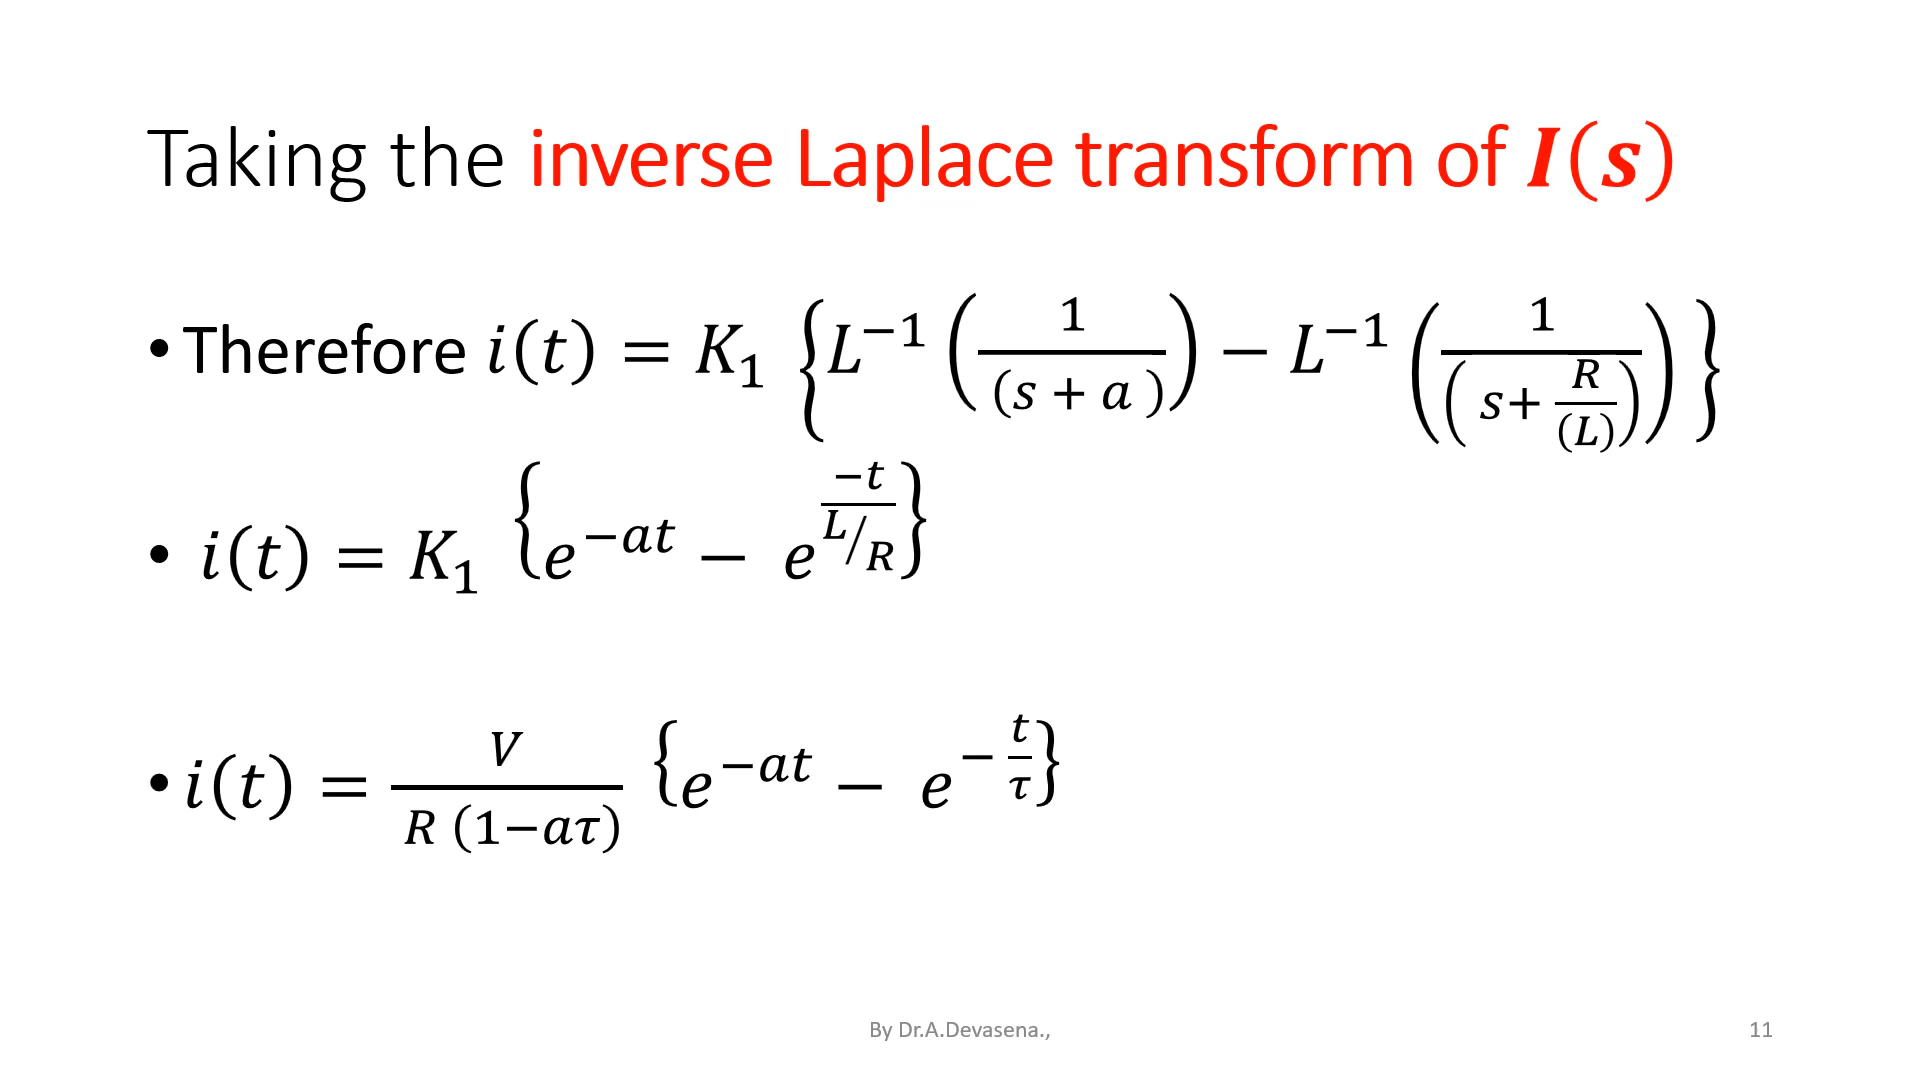 Taking the inverse Laplace transform of 𝑰(𝒔)
• Therefore 𝑖(𝑡) = 𝐾₁ {𝐿⁻¹ (1/(𝑠 + 𝑎)) − 𝐿⁻¹ (1/(𝑠+𝑅/(𝐿)))}
• 𝑖(𝑡) = 𝐾₁ {𝑒^(−𝑎𝑡) − 𝑒^(−𝑡/(𝐿/𝑅))}
• 𝑖(𝑡) = 𝑉/(𝑅 (1−𝑎𝜏)) {𝑒^(−𝑎𝑡) − 𝑒^(−𝑡/𝜏)}
By Dr.A.Devasena., 11